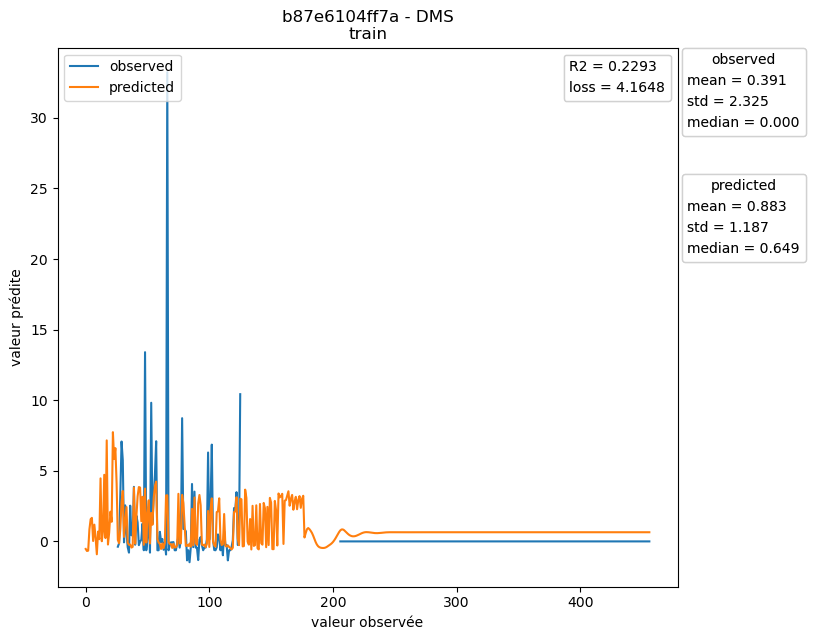 b87e6104ff7a - DMS
train
observed
predicted
R2 = 0.2293
loss = 4.1648
observed
mean = 0.391
std = 2.325
median = 0.000
predicted
mean = 0.883
std = 1.187
median = 0.649
valeur prédite
30
25
20
15
10
5
0
0
100
200
300
400
valeur observée